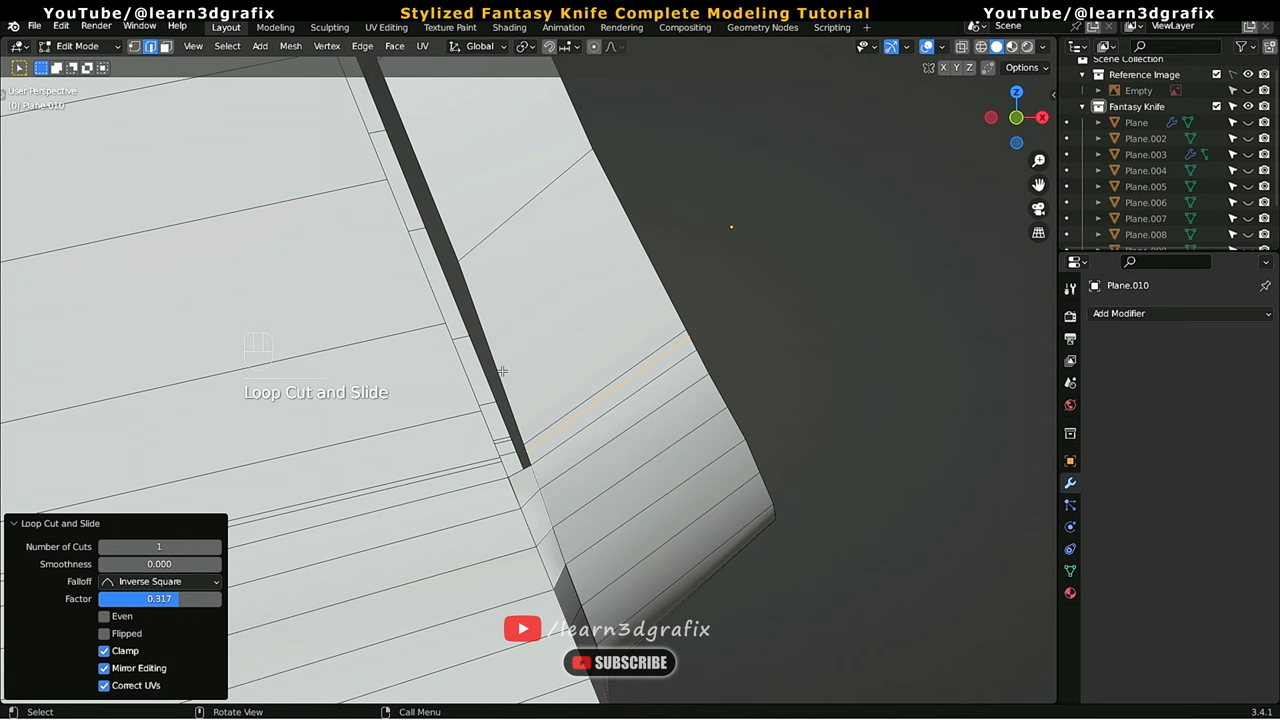 YouTube/@learn3dgrafix
Stylized Fantasy Knife Complete Modeling Tutorial
YouTube/@learn3dgrafix
File Edit Render Window Help
Layout Modeling Sculpting UV Editing Texture Paint Shading Animation Rendering Compositing Geometry Nodes Scripting +
Scene
ViewLayer
Edit Mode
View Select Add Mesh Vertex Edge Face UV
Global
X Y Z
Options
User Perspective
(0) Plane.010
Z
X
Scene Collection
Reference Image
Empty
Fantasy Knife
Plane
Plane.002
Plane.003
Plane.004
Plane.005
Plane.006
Plane.007
Plane.008
Plane.010
Add Modifier
Loop Cut and Slide
Loop Cut and Slide
Number of Cuts 1
Smoothness 0.000
Falloff Inverse Square
Factor 0.317
Even
Flipped
Clamp
Mirror Editing
Correct UVs
/learn3dgrafix
SUBSCRIBE
Select
Rotate View
Call Menu
3.4.1